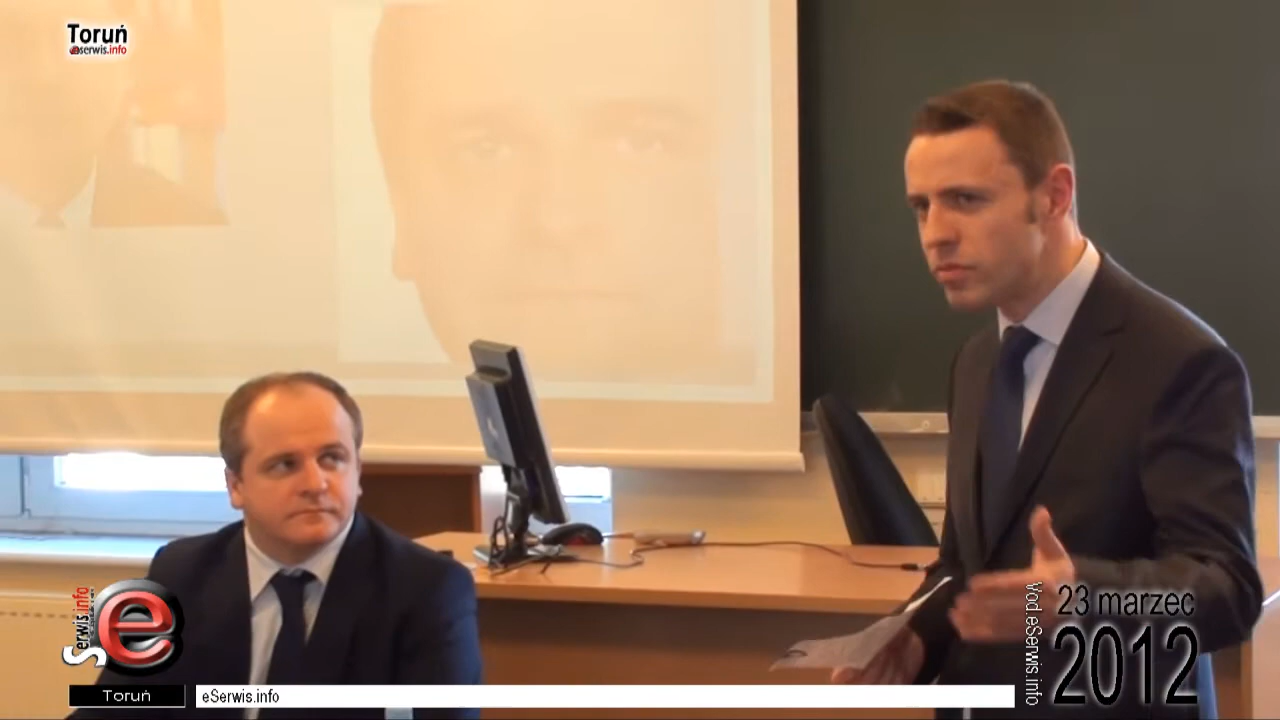 Toruń
eserwis.info
Serwis.info
e
Toruń
eSerwis.info
Vod.eSerwis.info
23 marzec
2012